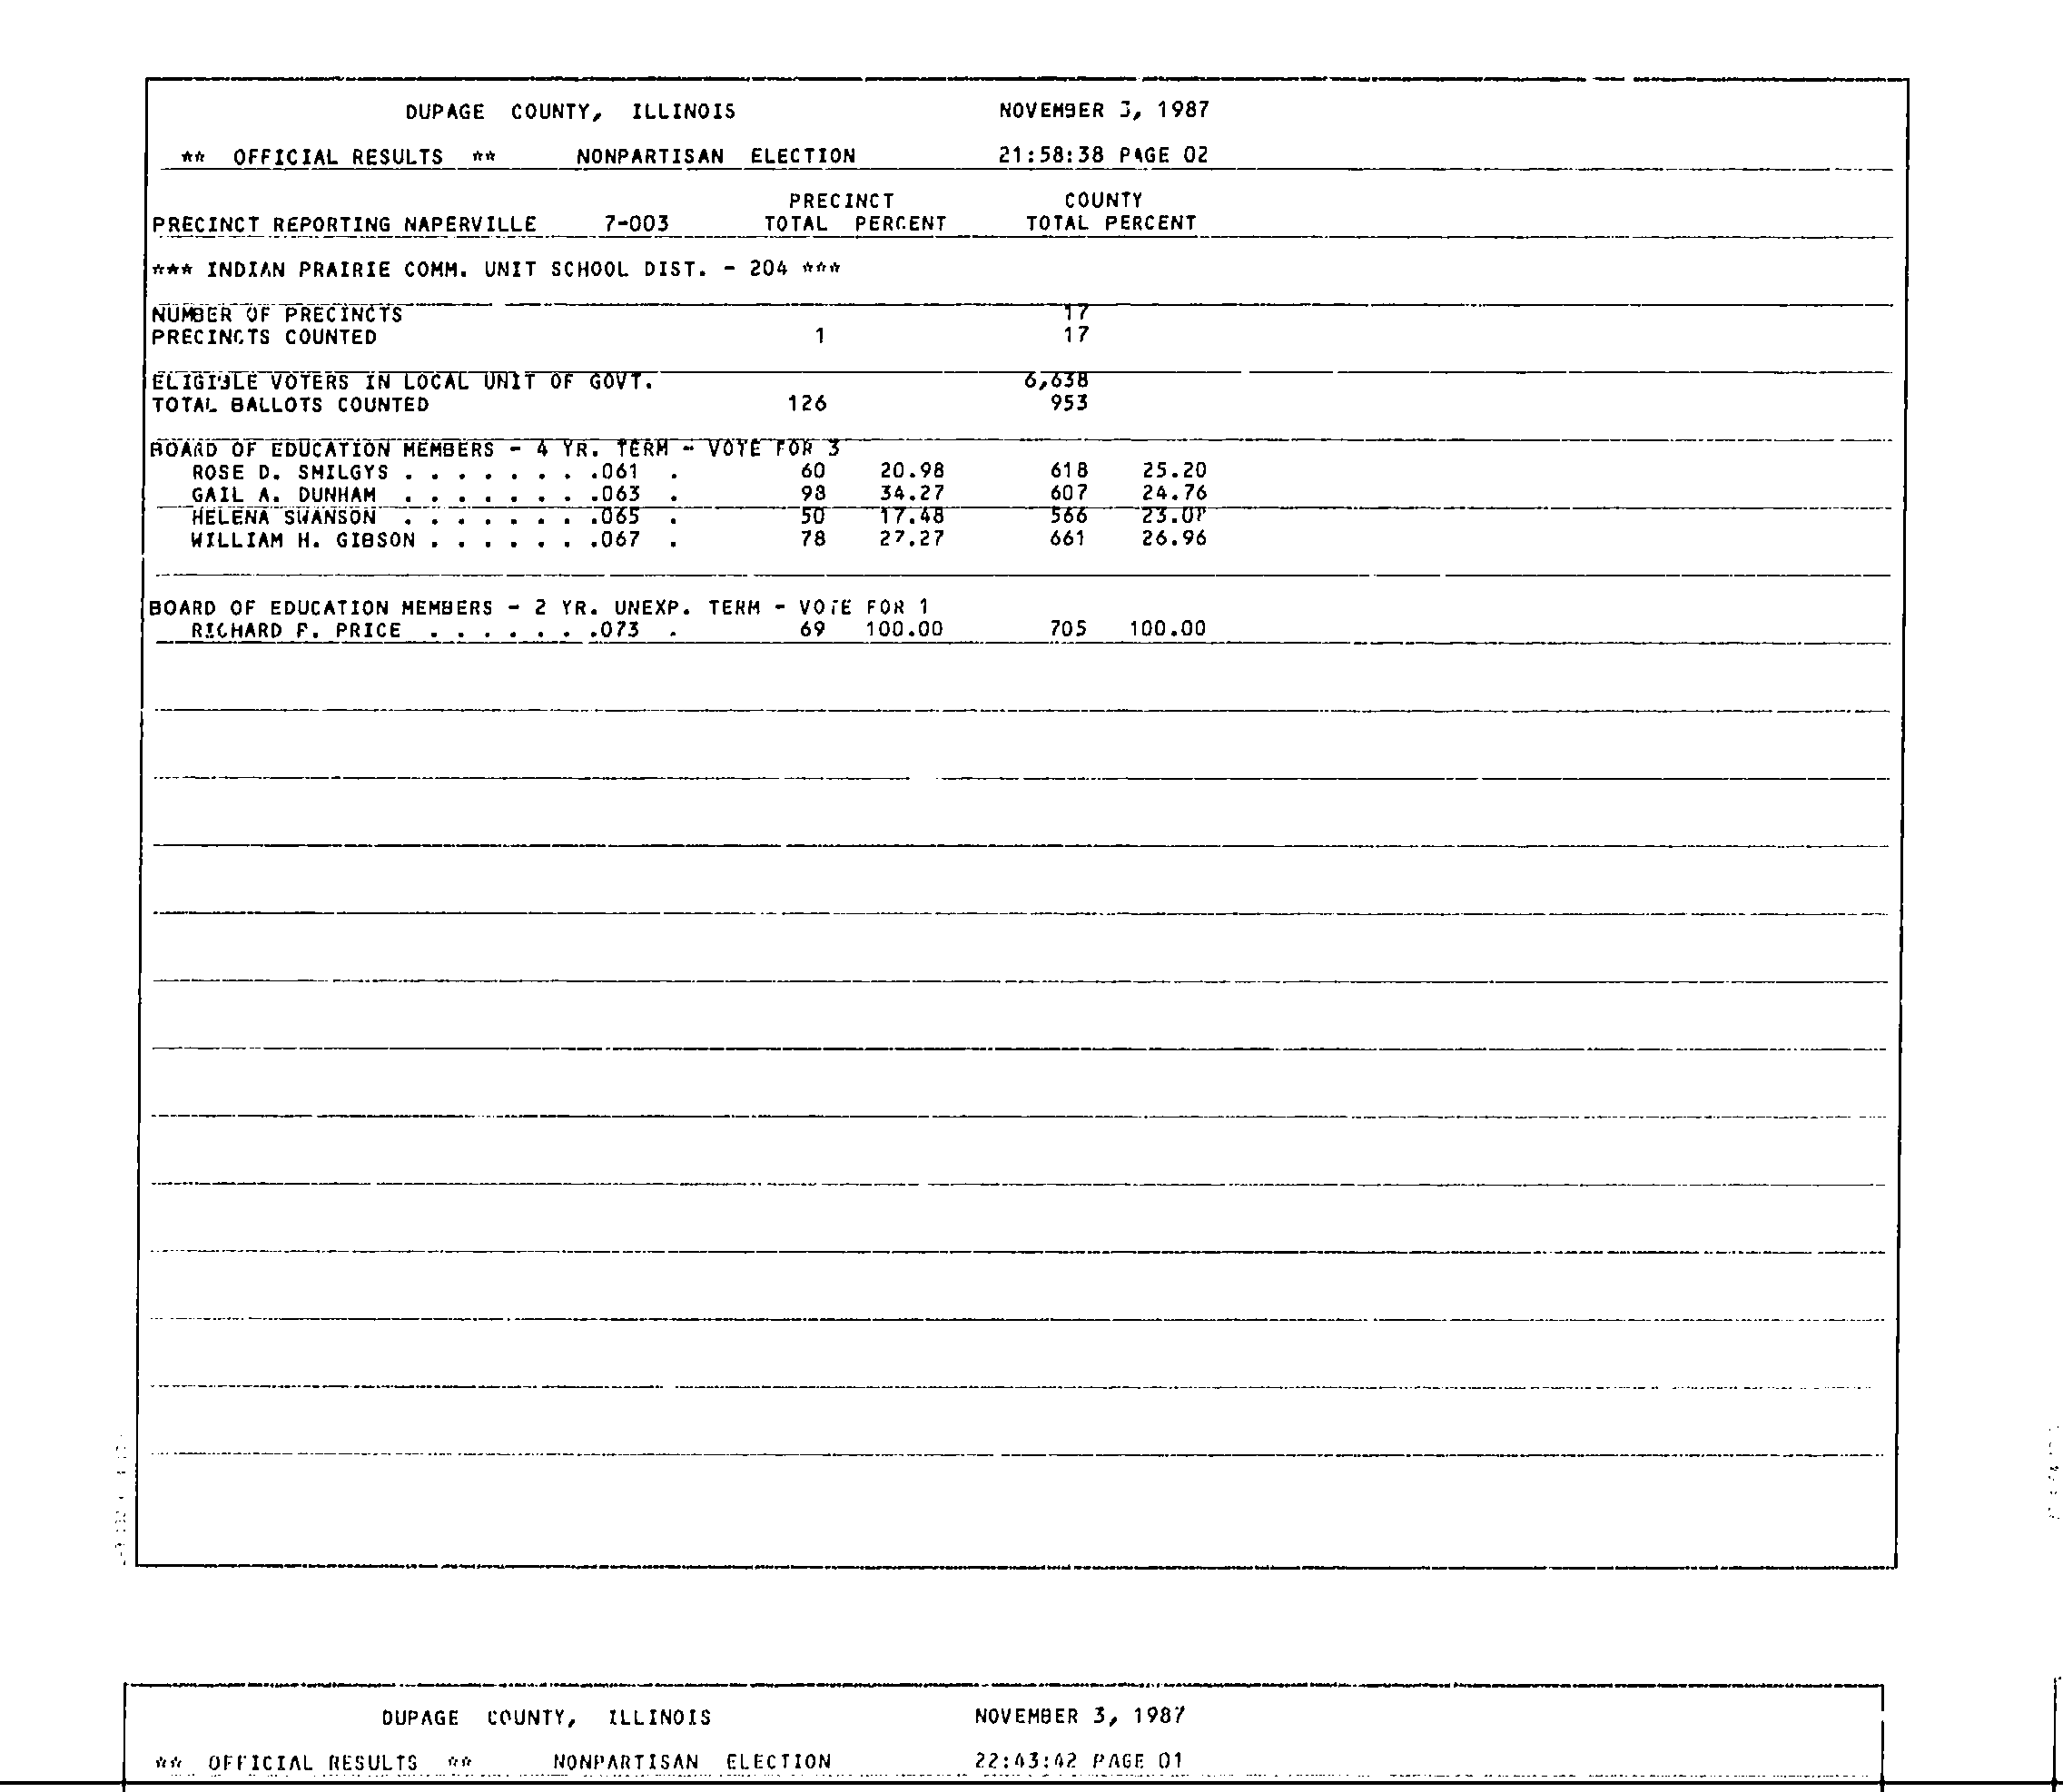 DUPAGE COUNTY, ILLINOIS NOVEMBER 3, 1987
** OFFICIAL RESULTS ** NONPARTISAN ELECTION 21:58:38 PAGE 02
PRECINCT COUNTY
PRECINCT REPORTING NAPERVILLE 7-003 TOTAL PERCENT TOTAL PERCENT
*** INDIAN PRAIRIE COMM. UNIT SCHOOL DIST. - 204 ***
NUMBER OF PRECINCTS 17
PRECINCTS COUNTED 1 17
ELIGIBLE VOTERS IN LOCAL UNIT OF GOVT. 6,638
TOTAL BALLOTS COUNTED 126 953
BOARD OF EDUCATION MEMBERS - 4 YR. TERM - VOTE FOR 3
ROSE D. SMILGYS . . . . . . . .061 . 60 20.98 618 25.20
GAIL A. DUNHAM . . . . . . . .063 . 98 34.27 607 24.76
HELENA SWANSON . . . . . . . .065 . 50 17.48 566 23.08
WILLIAM H. GIBSON . . . . . . .067 . 78 27.27 661 26.96
BOARD OF EDUCATION MEMBERS - 2 YR. UNEXP. TERM - VOTE FOR 1
RICHARD F. PRICE . . . . . . .073 . 69 100.00 705 100.00
DUPAGE COUNTY, ILLINOIS NOVEMBER 3, 1987
** OFFICIAL RESULTS ** NONPARTISAN ELECTION 22:43:42 PAGE 01